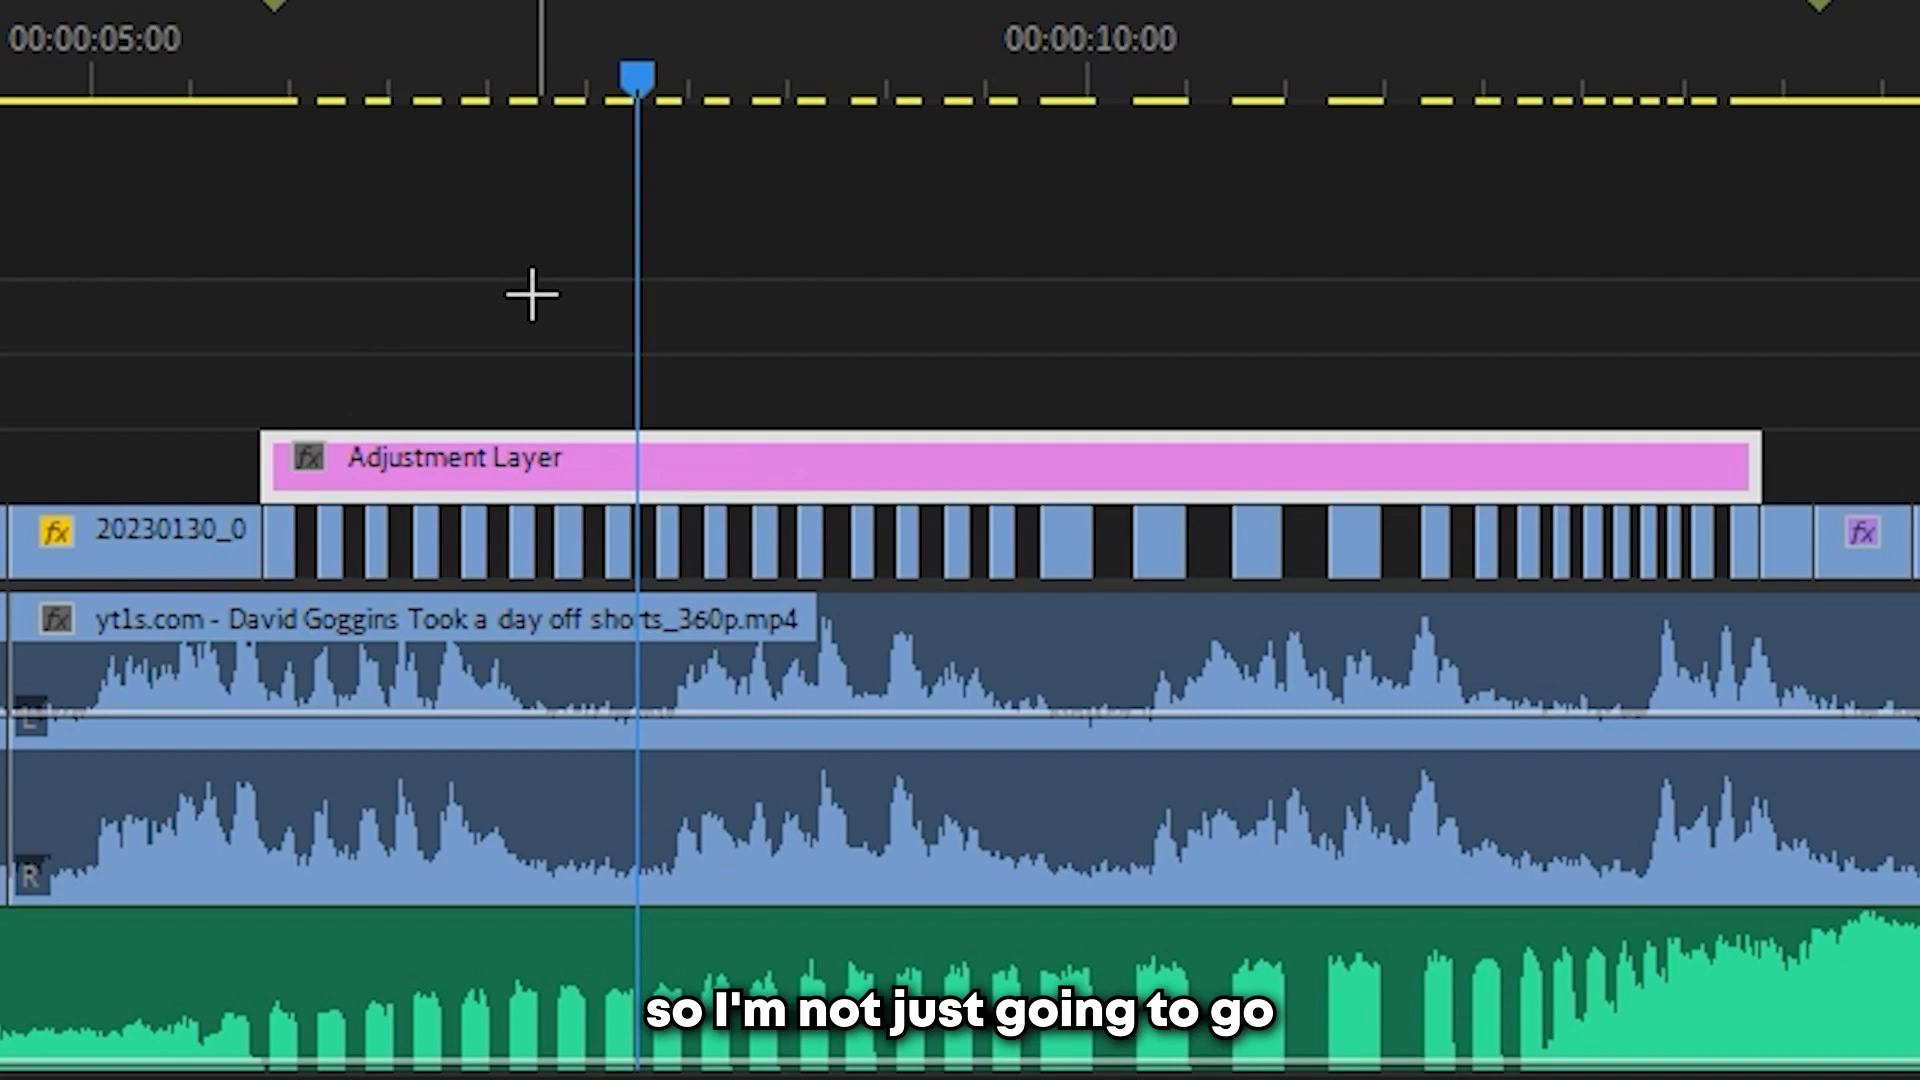 00:00:05:00
00:00:10:00
fx Adjustment Layer
fx 20230130_0
fx
fx yt1s.com - David Goggins Took a day off shorts_360p.mp4
L
R
so I'm not just going to go